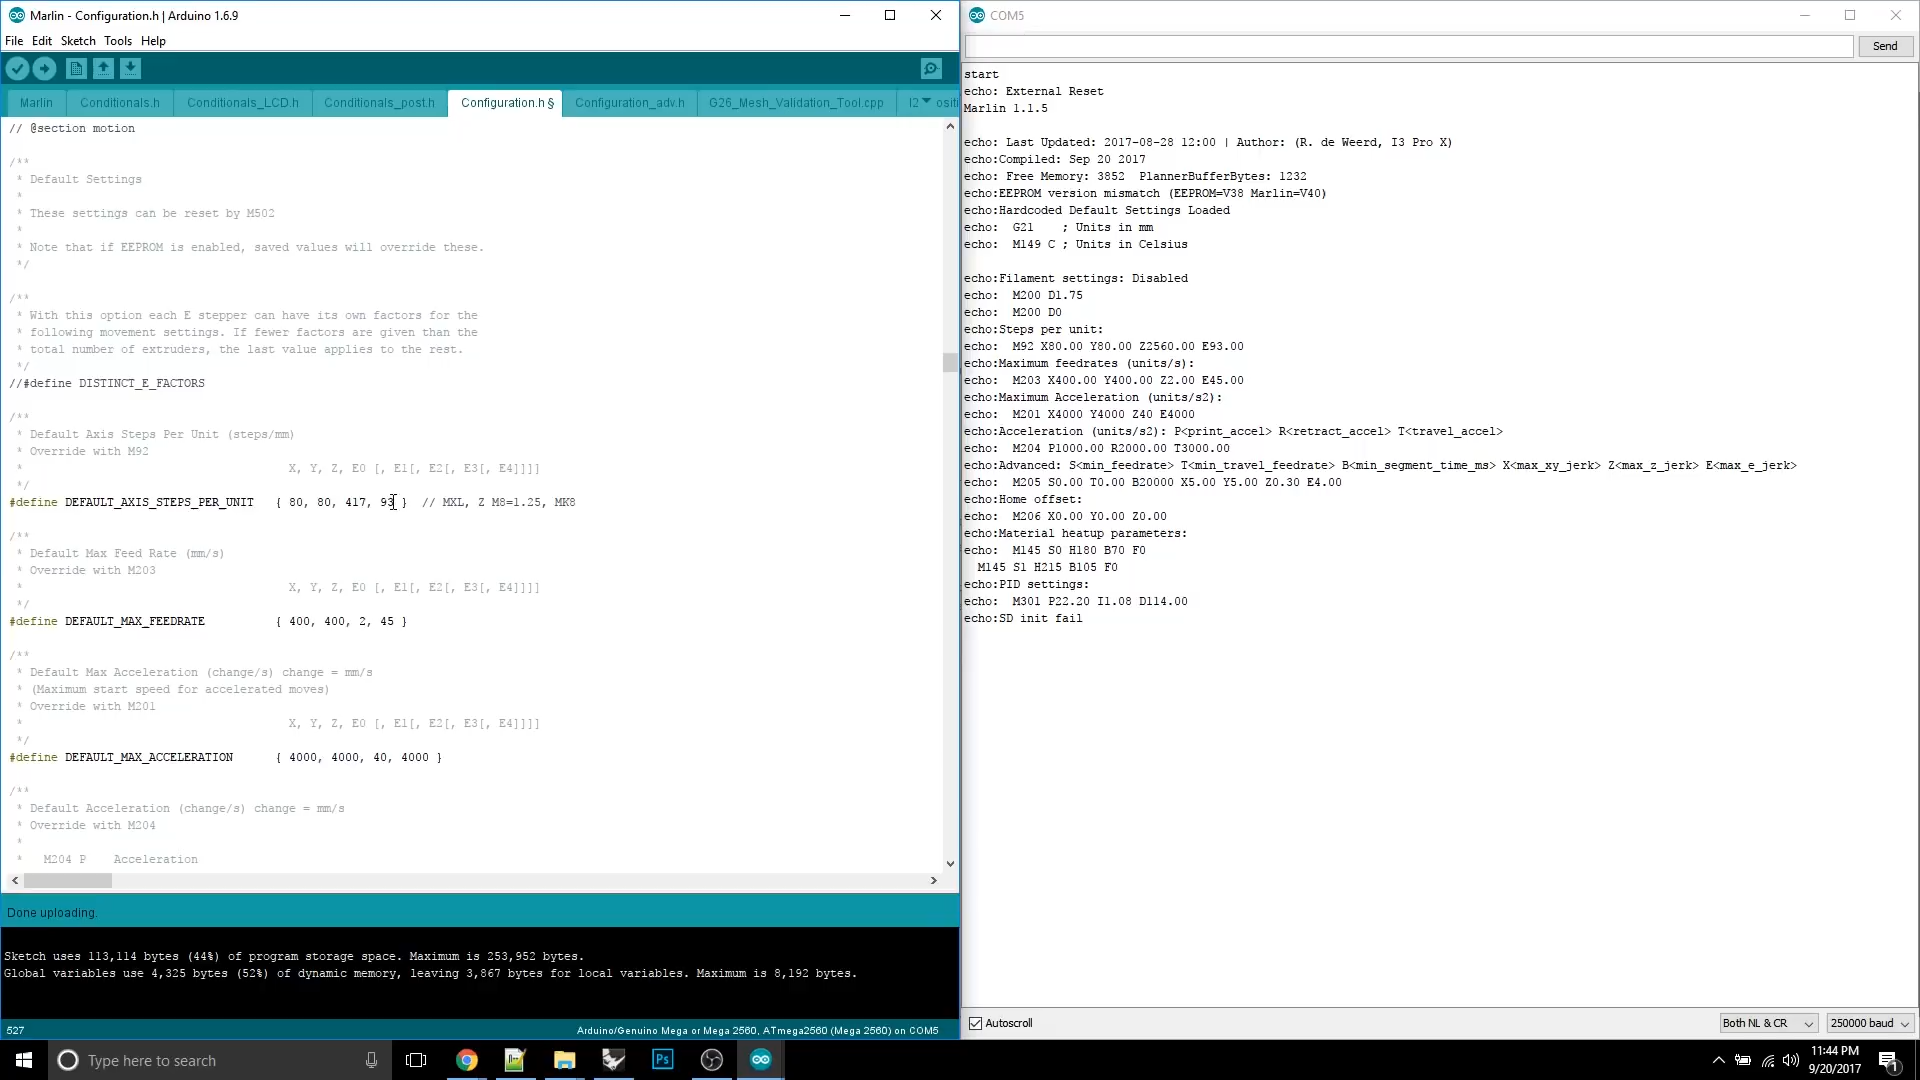 Marlin - Configuration.h | Arduino 1.6.9
File Edit Sketch Tools Help
Marlin Conditionals.h Conditionals_LCD.h Conditionals_post.h Configuration.h § Configuration_adv.h G26_Mesh_Validation_Tool.cpp I2 ositi
// @section motion
/**
* Default Settings
*
* These settings can be reset by M502
*
* Note that if EEPROM is enabled, saved values will override these.
*/
/**
* With this option each E stepper can have its own factors for the
* following movement settings. If fewer factors are given than the
* total number of extruders, the last value applies to the rest.
*/
//#define DISTINCT_E_FACTORS
/**
* Default Axis Steps Per Unit (steps/mm)
* Override with M92
* X, Y, Z, E0 [, E1[, E2[, E3[, E4]]]]
*/
#define DEFAULT_AXIS_STEPS_PER_UNIT { 80, 80, 417, 93 } // MXL, Z M8=1.25, MK8
/**
* Default Max Feed Rate (mm/s)
* Override with M203
* X, Y, Z, E0 [, E1[, E2[, E3[, E4]]]]
*/
#define DEFAULT_MAX_FEEDRATE { 400, 400, 2, 45 }
/**
* Default Max Acceleration (change/s) change = mm/s
* (Maximum start speed for accelerated moves)
* Override with M201
* X, Y, Z, E0 [, E1[, E2[, E3[, E4]]]]
*/
#define DEFAULT_MAX_ACCELERATION { 4000, 4000, 40, 4000 }
/**
* Default Acceleration (change/s) change = mm/s
* Override with M204
*
* M204 P Acceleration
Done uploading.
Sketch uses 113,114 bytes (44%) of program storage space. Maximum is 253,952 bytes.
Global variables use 4,325 bytes (52%) of dynamic memory, leaving 3,867 bytes for local variables. Maximum is 8,192 bytes.
527 Arduino/Genuino Mega or Mega 2560, ATmega2560 (Mega 2560) on COM5
COM5
Send
start
echo: External Reset
Marlin 1.1.5
echo: Last Updated: 2017-08-28 12:00 | Author: (R. de Weerd, I3 Pro X)
echo:Compiled: Sep 20 2017
echo: Free Memory: 3852 PlannerBufferBytes: 1232
echo:EEPROM version mismatch (EEPROM=V38 Marlin=V40)
echo:Hardcoded Default Settings Loaded
echo: G21 ; Units in mm
echo: M149 C ; Units in Celsius
echo:Filament settings: Disabled
echo: M200 D1.75
echo: M200 D0
echo:Steps per unit:
echo: M92 X80.00 Y80.00 Z2560.00 E93.00
echo:Maximum feedrates (units/s):
echo: M203 X400.00 Y400.00 Z2.00 E45.00
echo:Maximum Acceleration (units/s2):
echo: M201 X4000 Y4000 Z40 E4000
echo:Acceleration (units/s2): P<print_accel> R<retract_accel> T<travel_accel>
echo: M204 P1000.00 R2000.00 T3000.00
echo:Advanced: S<min_feedrate> T<min_travel_feedrate> B<min_segment_time_ms> X<max_xy_jerk> Z<max_z_jerk> E<max_e_jerk>
echo: M205 S0.00 T0.00 B20000 X5.00 Y5.00 Z0.30 E4.00
echo:Home offset:
echo: M206 X0.00 Y0.00 Z0.00
echo:Material heatup parameters:
echo: M145 S0 H180 B70 F0
M145 S1 H215 B105 F0
echo:PID settings:
echo: M301 P22.20 I1.08 D114.00
echo:SD init fail
Autoscroll Both NL & CR 250000 baud
Type here to search
Ps
11:44 PM
9/20/2017
1